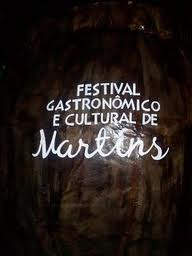 FESTIVAL
GASTRONÔMICO
E CULTURAL DE
Martins